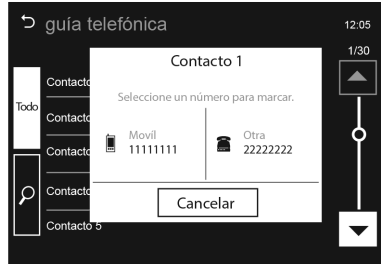 guía telefónica
12:05
1/30
Todo
Contacto 1
Seleccione un número para marcar.
Movíl
11111111
Otra
22222222
Cancelar
Contacto
Contacto
Contacto
Contacto
Contacto 5